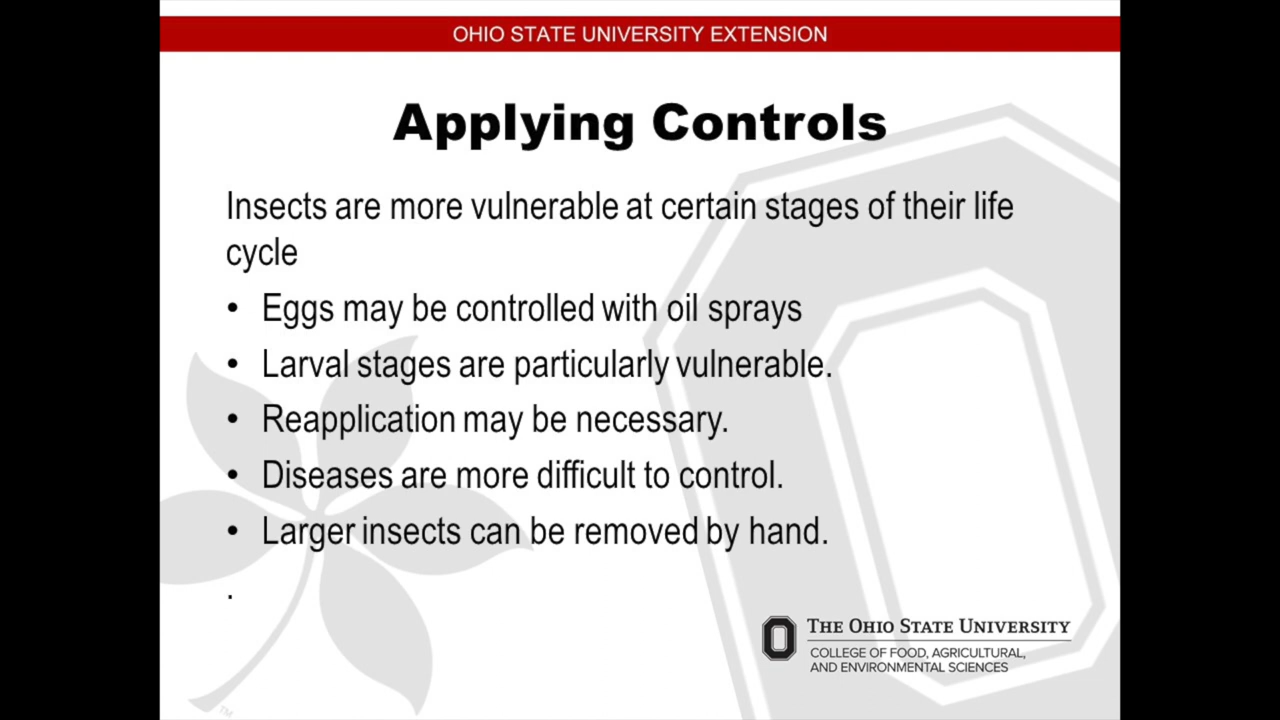 OHIO STATE UNIVERSITY EXTENSION
Applying Controls
Insects are more vulnerable at certain stages of their life
cycle
• Eggs may be controlled with oil sprays
• Larval stages are particularly vulnerable.
• Reapplication may be necessary.
• Diseases are more difficult to control.
• Larger insects can be removed by hand.
.
THE OHIO STATE UNIVERSITY
COLLEGE OF FOOD, AGRICULTURAL,
AND ENVIRONMENTAL SCIENCES
TM